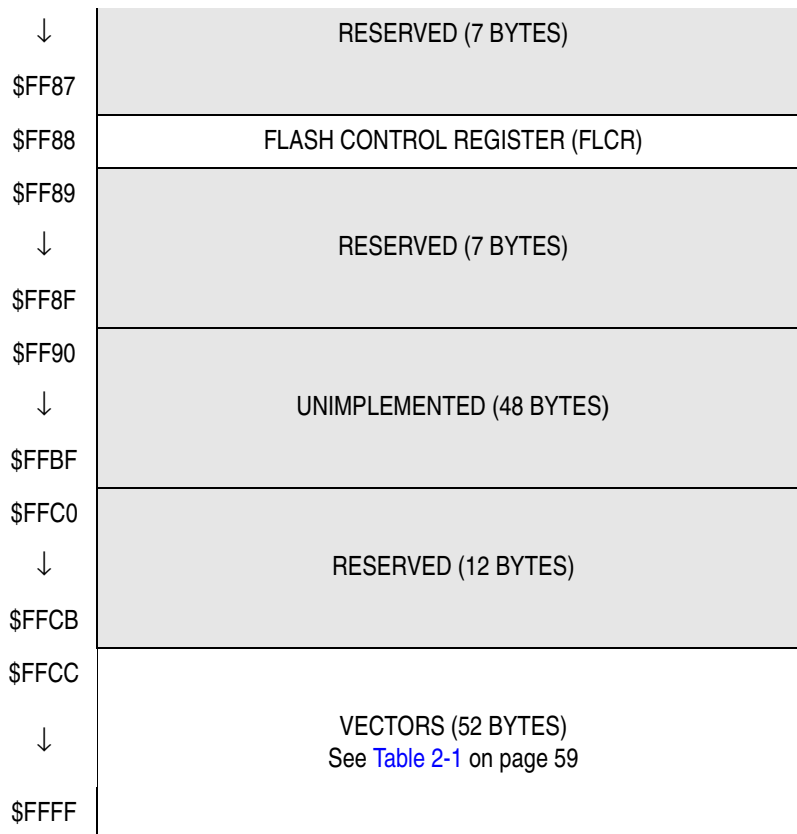 ↓ RESERVED (7 BYTES)
$FF87
$FF88 FLASH CONTROL REGISTER (FLCR)
$FF89
↓ RESERVED (7 BYTES)
$FF8F
$FF90
↓ UNIMPLEMENTED (48 BYTES)
$FFBF
$FFC0
↓ RESERVED (12 BYTES)
$FFCB
$FFCC
↓ VECTORS (52 BYTES)
See Table 2-1 on page 59
$FFFF